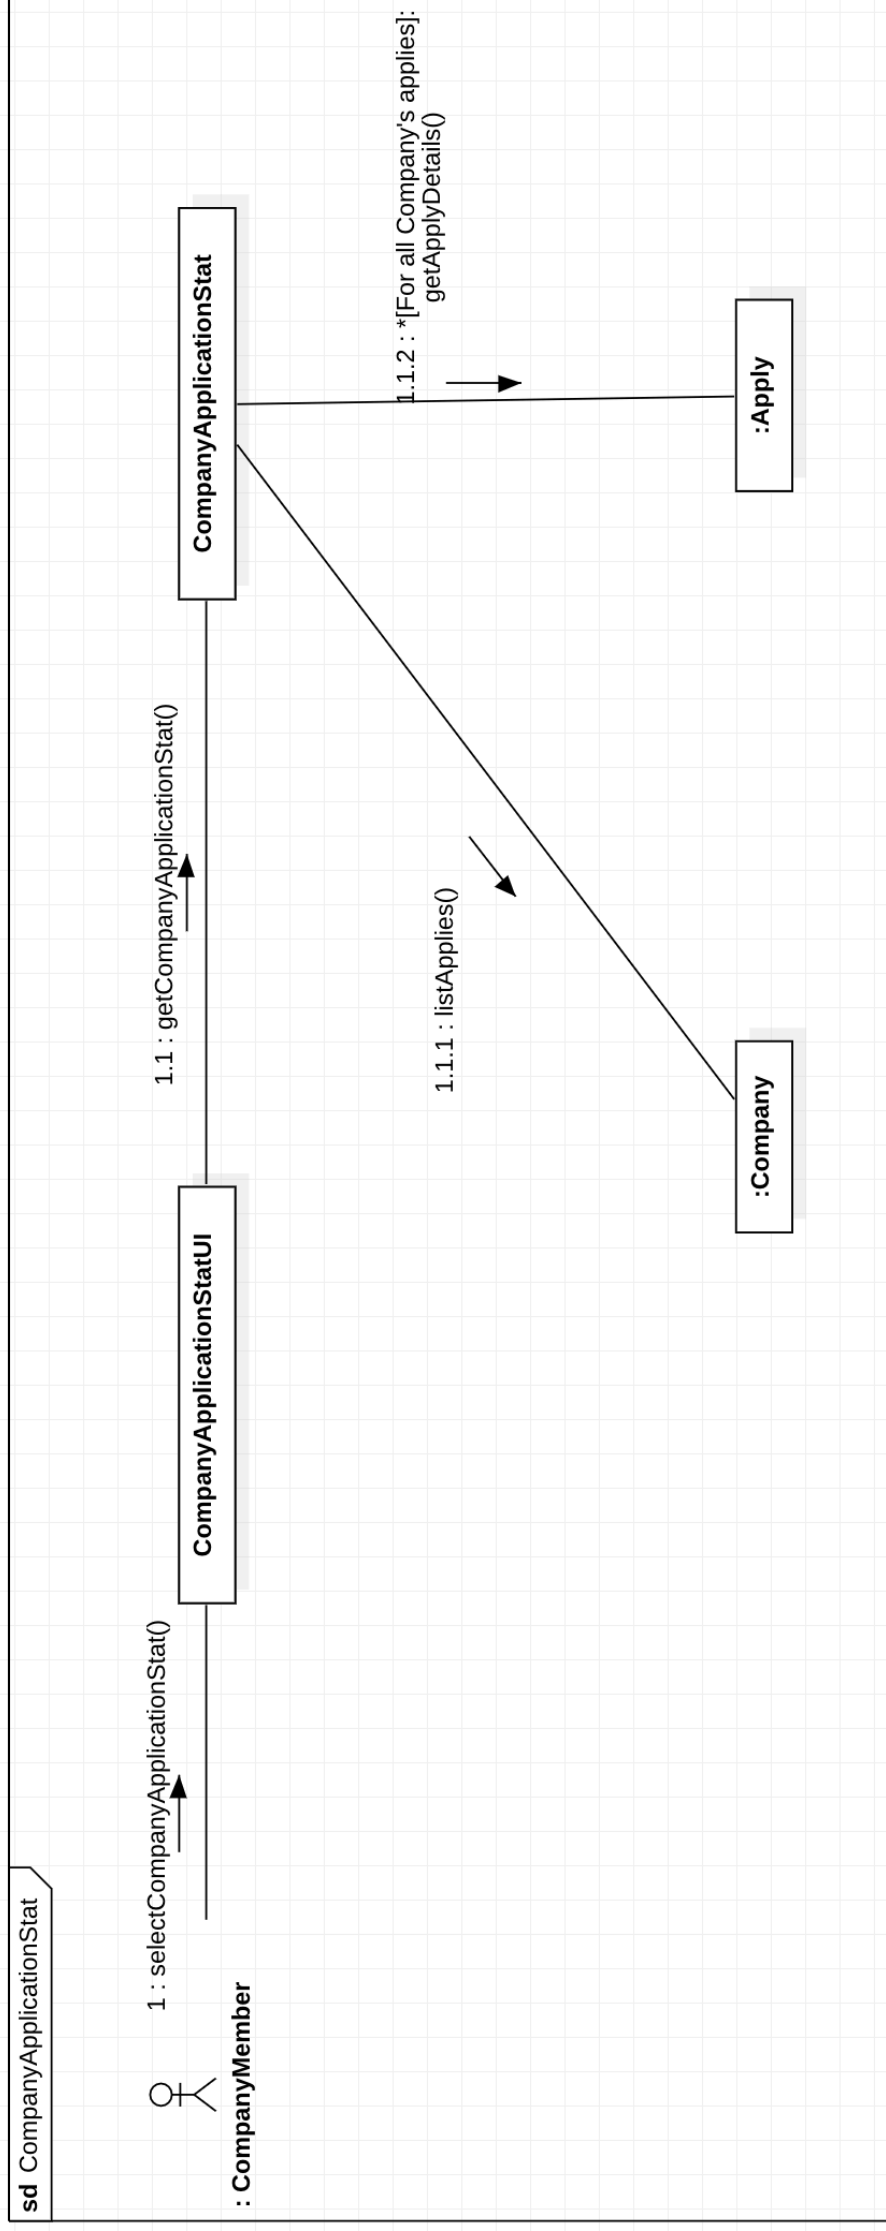 sd CompanyApplicationStat
1 : selectCompanyApplicationStat()
: CompanyMember
CompanyApplicationStatUI
1.1 : getCompanyApplicationStat()
CompanyApplicationStat
1.1.1 : listApplies()
1.1.2 : *[For all Company's applies]:
getApplyDetails()
:Company
:Apply